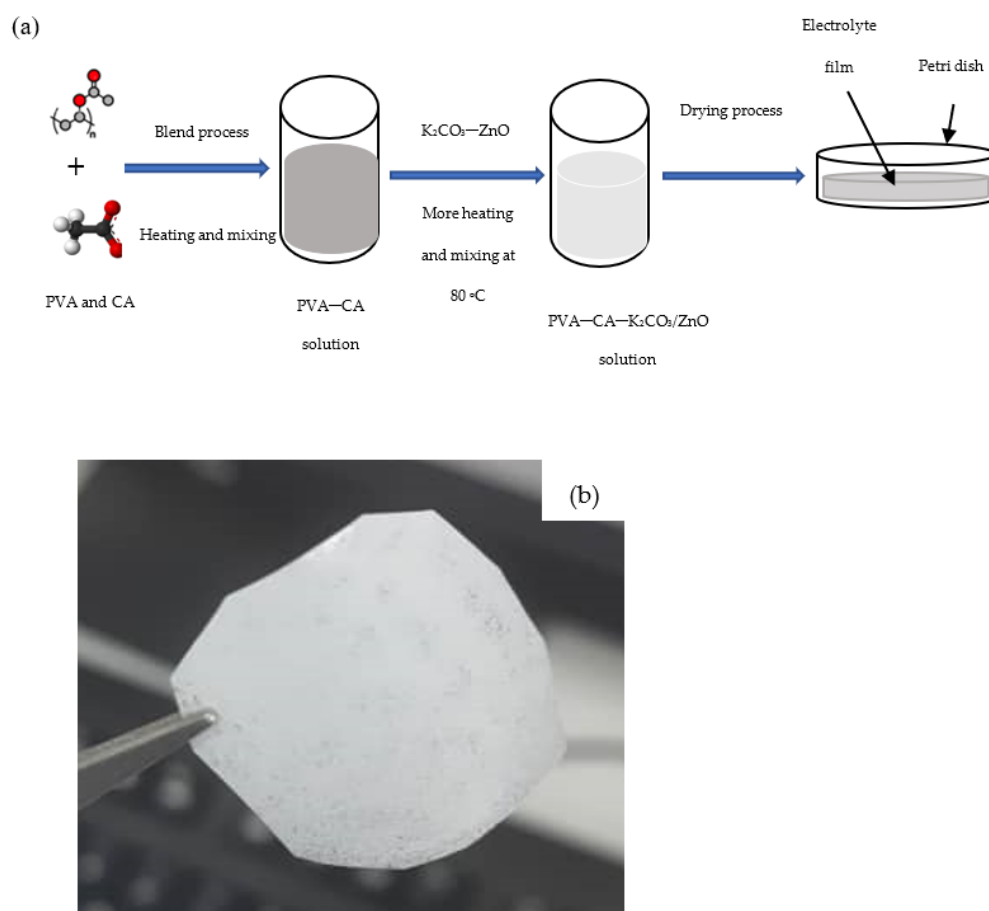 (a)
n
+
PVA and CA
Blend process
Heating and mixing
PVA—CA
solution
K₂CO₃—ZnO
More heating
and mixing at
80 °C
PVA—CA—K₂CO₃/ZnO
solution
Drying process
Electrolyte
film
Petri dish
(b)